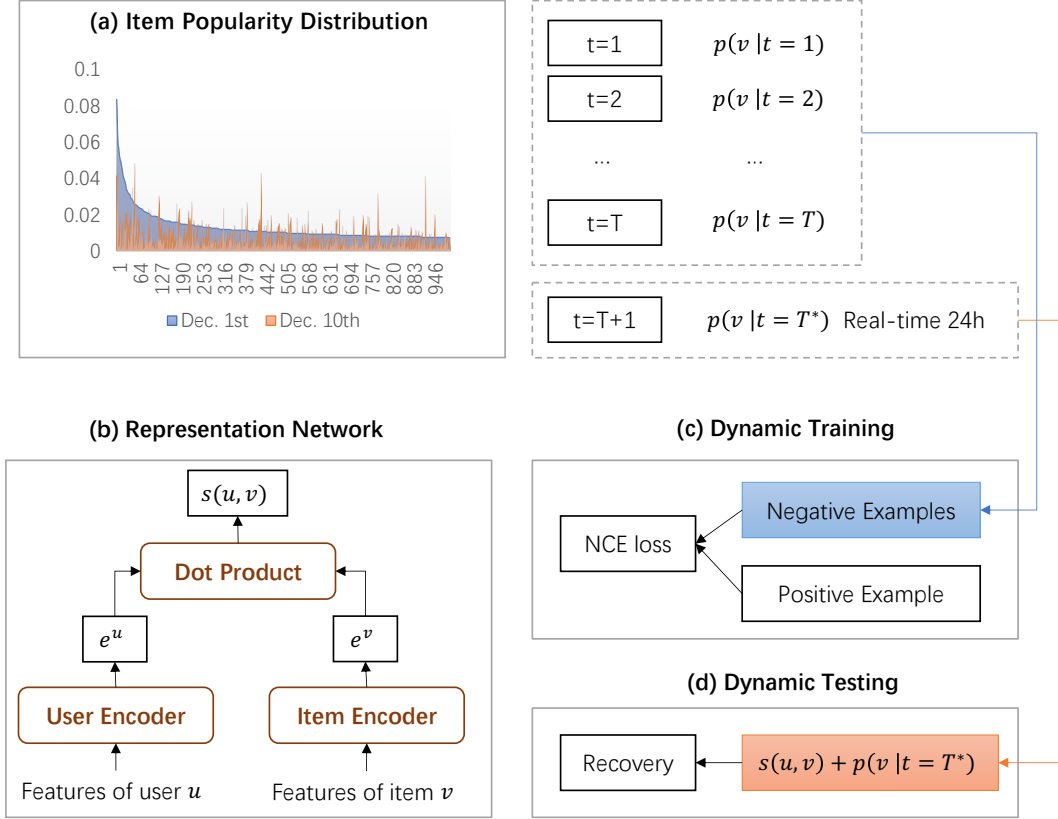 (a) Item Popularity Distribution
0.1
0.08
0.06
0.04
0.02
0
1
64
127
190
253
316
379
442
505
568
631
694
757
820
883
946
Dec. 1st Dec. 10th
t=1 p(v |t = 1)
t=2 p(v |t = 2)
... ...
t=T p(v |t = T)
t=T+1 p(v |t = T*) Real-time 24h
(b) Representation Network
s(u, v)
Dot Product
e^u e^v
User Encoder Item Encoder
Features of user u Features of item v
(c) Dynamic Training
Negative Examples
NCE loss
Positive Example
(d) Dynamic Testing
Recovery s(u, v) + p(v |t = T*)